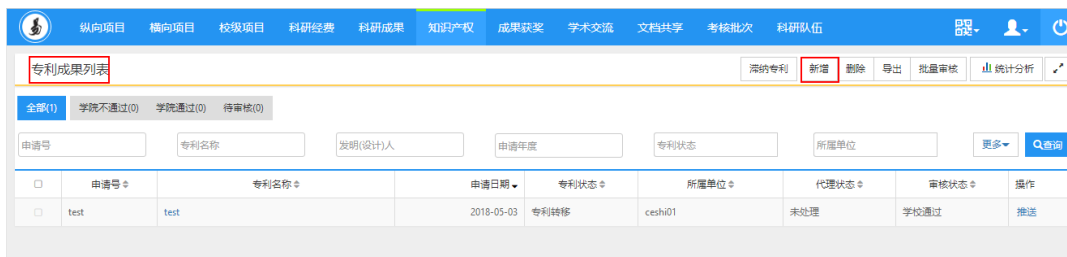 纵向项目 横向项目 校级项目 科研经费 科研成果 知识产权 成果获奖 学术交流 文档共享 考核批次 科研队伍
专利成果列表 滞纳专利 新增 删除 导出 批量审核 统计分析
全部(1) 学院不通过(0) 学院通过(0) 待审核(0)
申请号 专利名称 发明(设计)人 申请年度 专利状态 所属单位 更多 查询
申请号 专利名称 申请日期 专利状态 所属单位 代理状态 审核状态 操作
test test 2018-05-03 专利转移 ceshi01 未处理 学校通过 推送